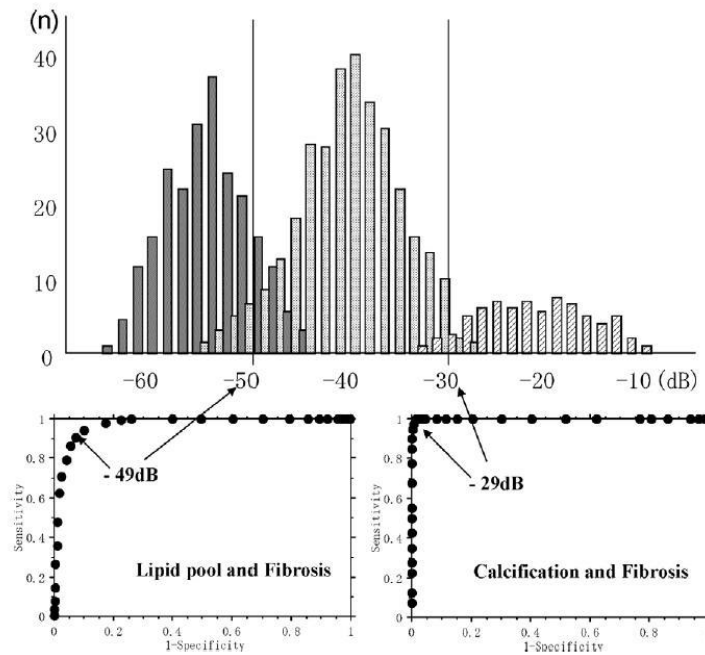 (n)
40
30
20
10
0
-60 -50 -40 -30 -20 -10 (dB)
1
0.8
0.6
0.4
0.2
0
Sensitivity
- 49dB
Lipid pool and Fibrosis
0 0.2 0.4 0.6 0.8 1
1-Specificity
1
0.8
0.6
0.4
0.2
0
Sensitivity
- 29dB
Calcification and Fibrosis
0 0.2 0.4 0.6 0.8
1-Specificity